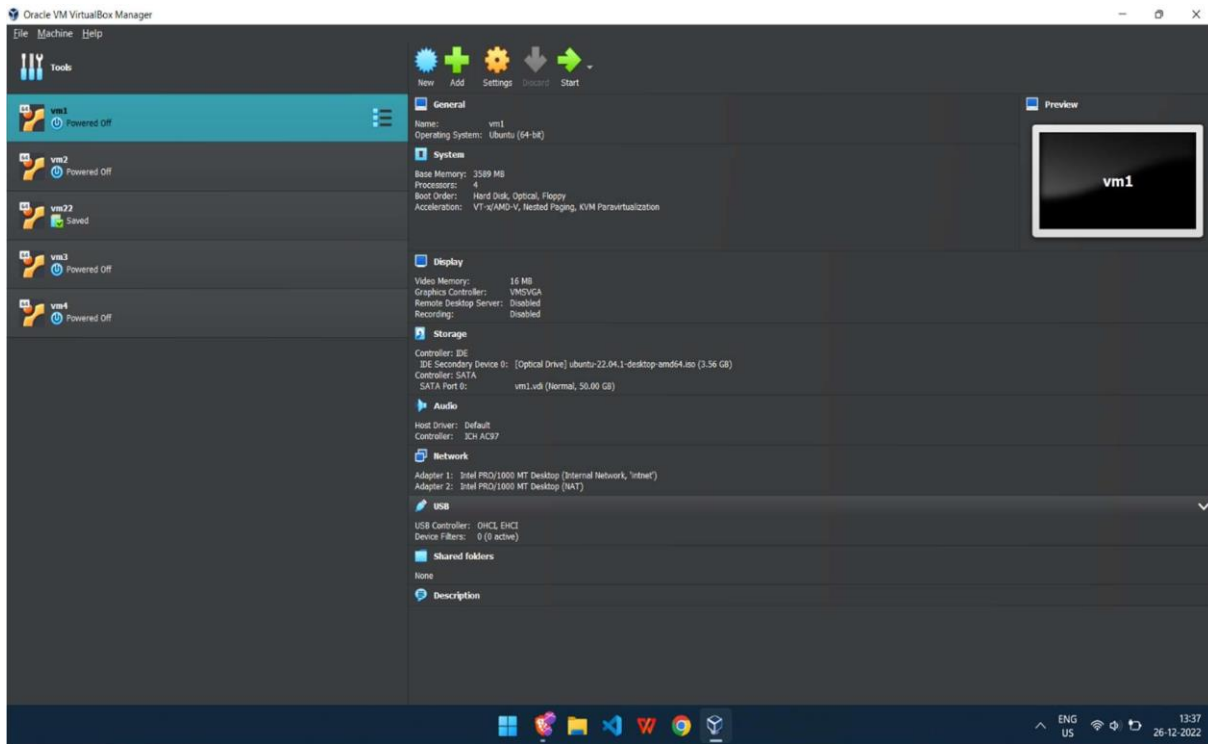 Oracle VM VirtualBox Manager
File Machine Help
Tools
New Add Settings Discard Start
vm1
Powered Off
vm2
Powered Off
vm22
Saved
vm3
Powered Off
vm4
Powered Off
General
Name: vm1
Operating System: Ubuntu (64-bit)
Preview
vm1
System
Base Memory: 3589 MB
Processors: 4
Boot Order: Hard Disk, Optical, Floppy
Acceleration: VT-x/AMD-V, Nested Paging, KVM Paravirtualization
Display
Video Memory: 16 MB
Graphics Controller: VMSVGA
Remote Desktop Server: Disabled
Recording: Disabled
Storage
Controller: IDE
IDE Secondary Device 0: [Optical Drive] ubuntu-22.04.1-desktop-amd64.iso (3.56 GB)
Controller: SATA
SATA Port 0: vm1.vdi (Normal, 50.00 GB)
Audio
Host Driver: Default
Controller: ICH AC97
Network
Adapter 1: Intel PRO/1000 MT Desktop (Internal Network, 'intnet')
Adapter 2: Intel PRO/1000 MT Desktop (NAT)
USB
USB Controller: OHCI, EHCI
Device Filters: 0 (0 active)
Shared folders
None
Description
ENG
US
13:37
26-12-2022